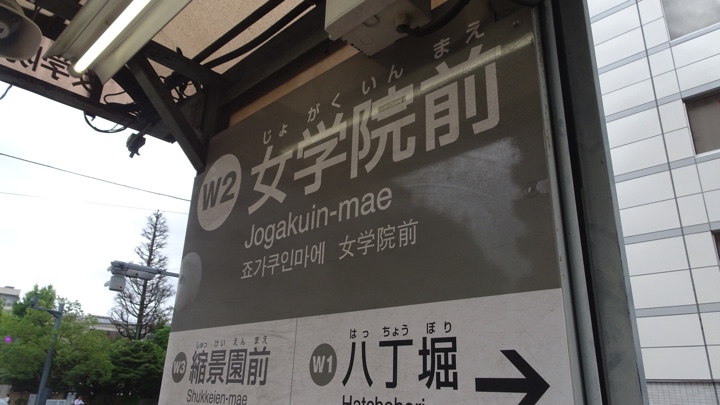 じょ がくいん まえ
W2 女学院前
Jogakuin-mae
죠가쿠인마에 女学院前
しゅっ けい えん まえ
W3 縮景園前
Shukkeien-mae
はっ ちょう ぼり
W1 八丁堀
Hatchobori